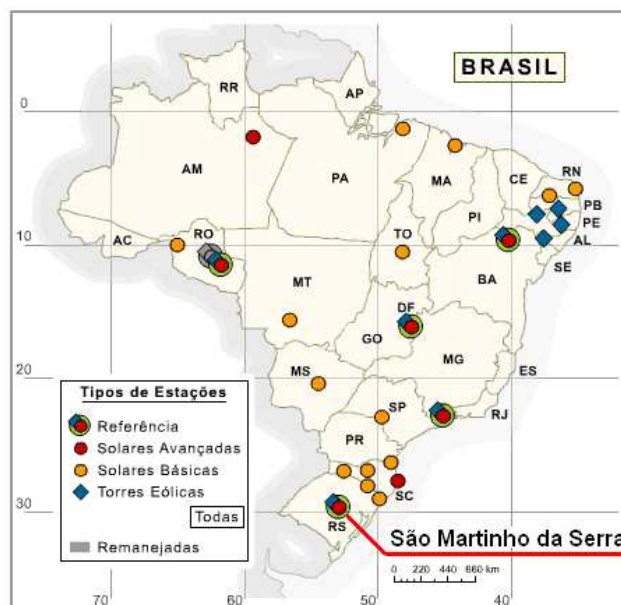 BRASIL
RR
AP
0
AM
PA
MA
CE
RN
PB
PE
AL
SE
PI
TO
AC
RO
10
BA
MT
DF
GO
MG
ES
MS
20
SP
RJ
PR
SC
RS
30
São Martinho da Serra
0 220 440 660 km
Tipos de Estações
Referência
Solares Avançadas
Solares Básicas
Torres Eólicas
Todas
Remanejadas
70 60 50 40